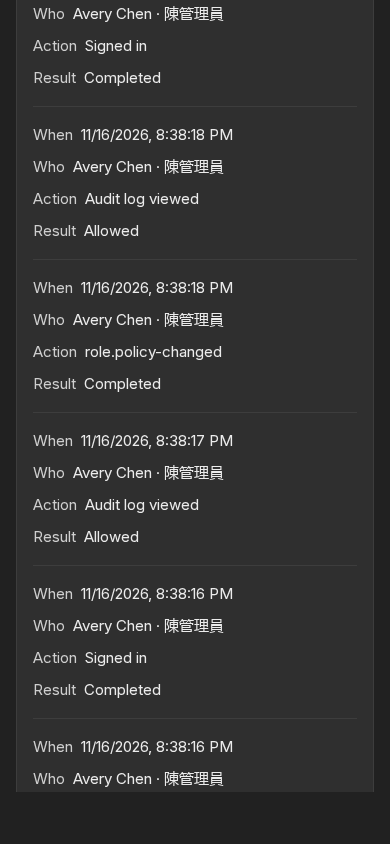 Who Avery Chen · 陳管理員
Action Signed in
Result Completed
When 11/16/2026, 8:38:18 PM
Who Avery Chen · 陳管理員
Action Audit log viewed
Result Allowed
When 11/16/2026, 8:38:18 PM
Who Avery Chen · 陳管理員
Action role.policy-changed
Result Completed
When 11/16/2026, 8:38:17 PM
Who Avery Chen · 陳管理員
Action Audit log viewed
Result Allowed
When 11/16/2026, 8:38:16 PM
Who Avery Chen · 陳管理員
Action Signed in
Result Completed
When 11/16/2026, 8:38:16 PM
Who Avery Chen · 陳管理員